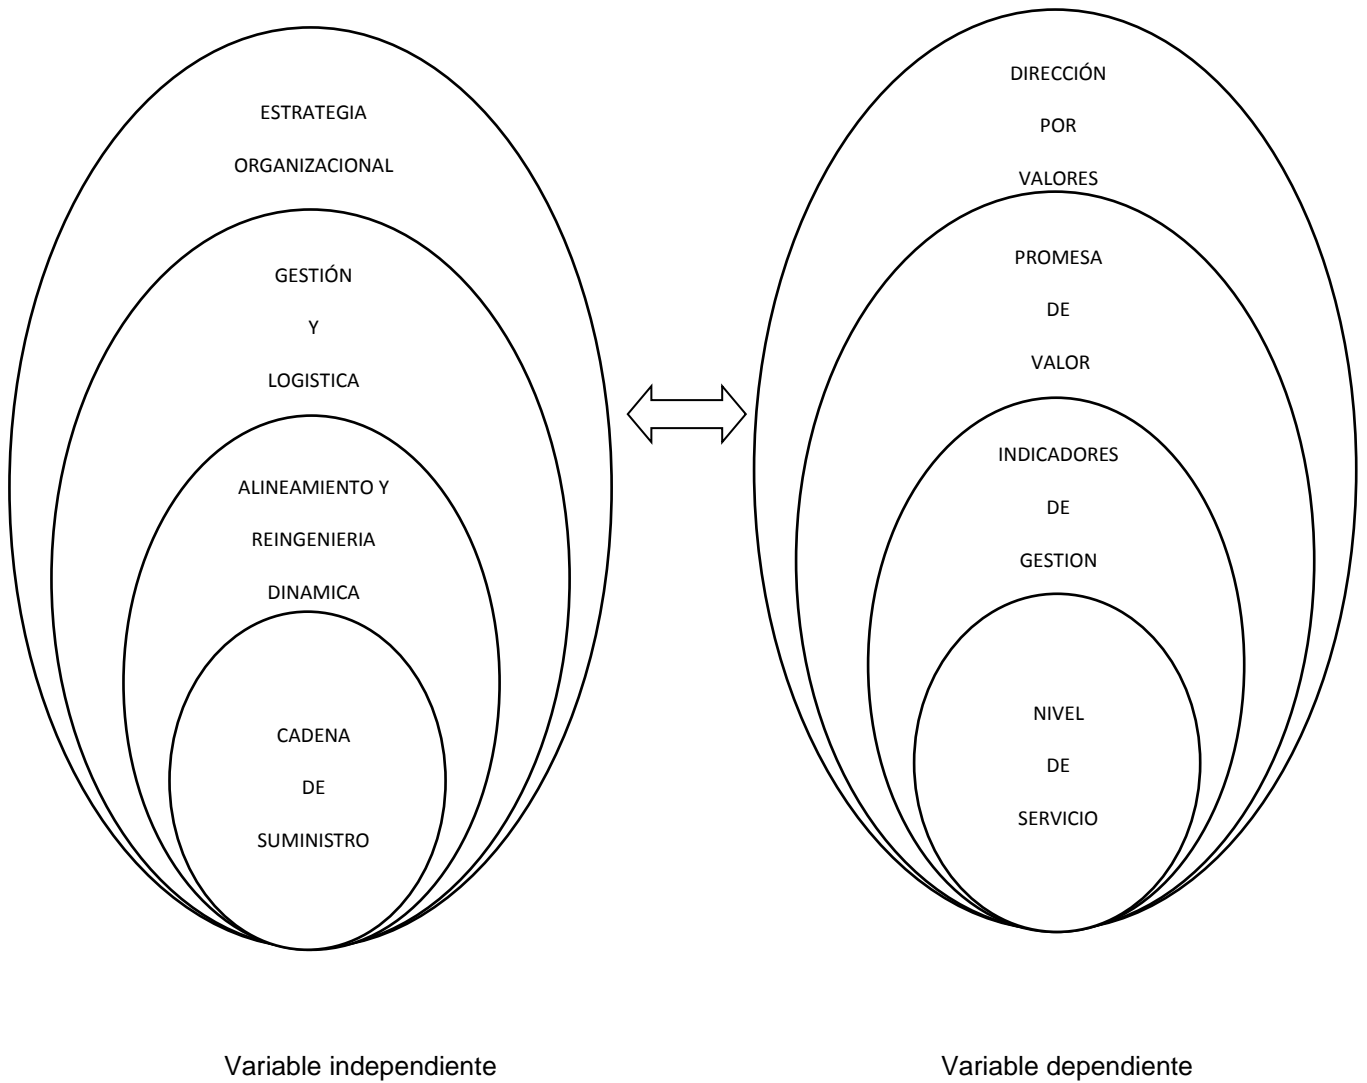 ESTRATEGIA
ORGANIZACIONAL
GESTIÓN
Y
LOGISTICA
ALINEAMIENTO Y
REINGENIERIA
DINAMICA
CADENA
DE
SUMINISTRO
Variable independiente
DIRECCIÓN
POR
VALORES
PROMESA
DE
VALOR
INDICADORES
DE
GESTION
NIVEL
DE
SERVICIO
Variable dependiente